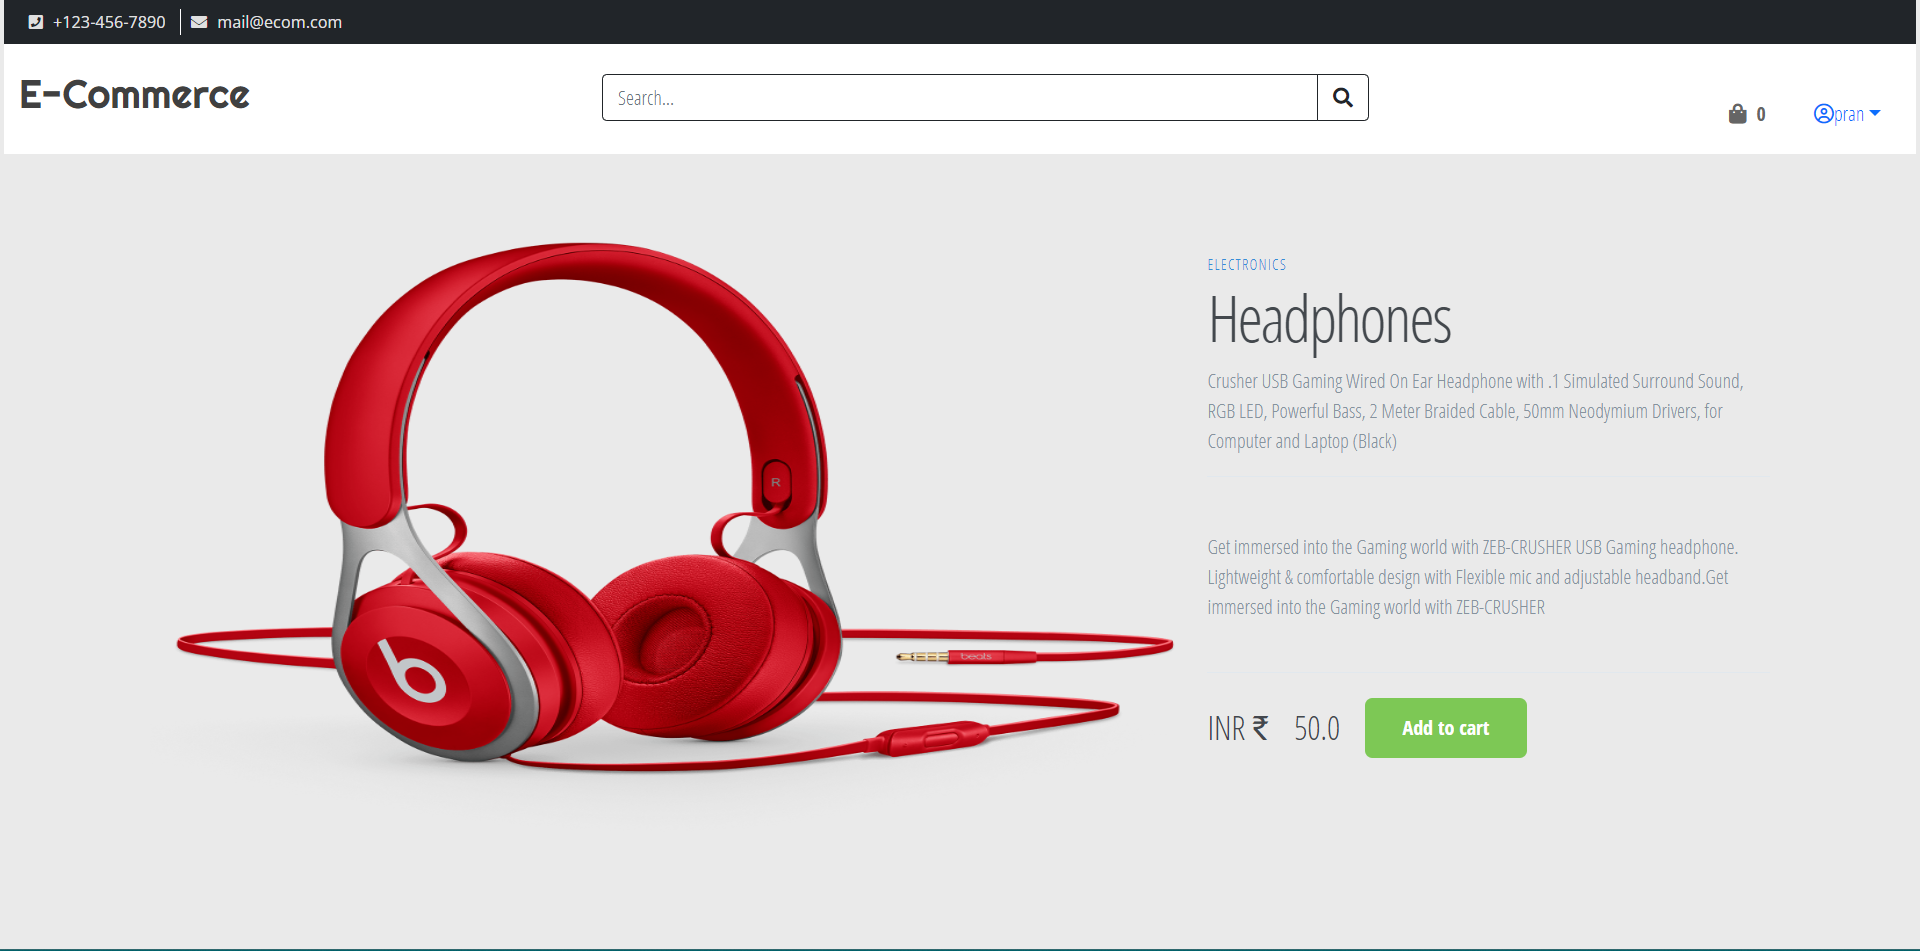 +123-456-7890
mail@ecom.com
E-Commerce
Search...
0
pran
ELECTRONICS
Headphones
Crusher USB Gaming Wired On Ear Headphone with .1 Simulated Surround Sound,
RGB LED, Powerful Bass, 2 Meter Braided Cable, 50mm Neodymium Drivers, for
Computer and Laptop (Black)
R
Get immersed into the Gaming world with ZEB-CRUSHER USB Gaming headphone.
Lightweight & comfortable design with Flexible mic and adjustable headband.Get
immersed into the Gaming world with ZEB-CRUSHER
b
beats
INR ₹ 50.0
Add to cart